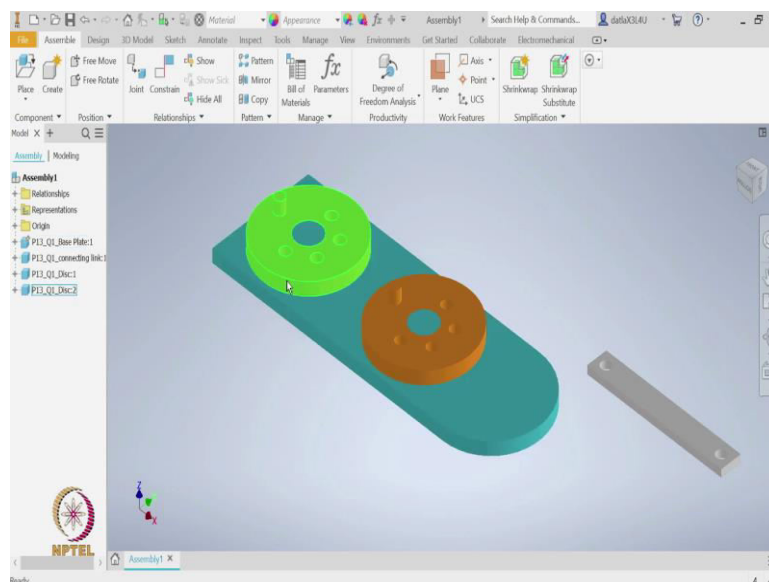 Material
Appearance
Assembly1
Search Help & Commands...
datlaX3L4U
File Assemble Design 3D Model Sketch Annotate Inspect Tools Manage View Environments Get Started Collaborate Electromechanical
Place
Create
Free Move
Free Rotate
Joint
Constrain
Show
Show Sick
Hide All
Pattern
Mirror
Copy
Bill of
Materials
fx
Parameters
Degree of
Freedom Analysis
Plane
Axis
Point
UCS
Shrinkwrap
Shrinkwrap
Substitute
Component Position Relationships Pattern Manage Productivity Work Features Simplification
Model X +
Assembly | Modeling
Assembly1
Relationships
Representations
Origin
P13_Q1_Base Plate:1
P13_Q1_connecting link:1
P13_Q1_Disc:1
P13_Q1_Disc:2
Z
X
NPTEL
Assembly1 X
Ready